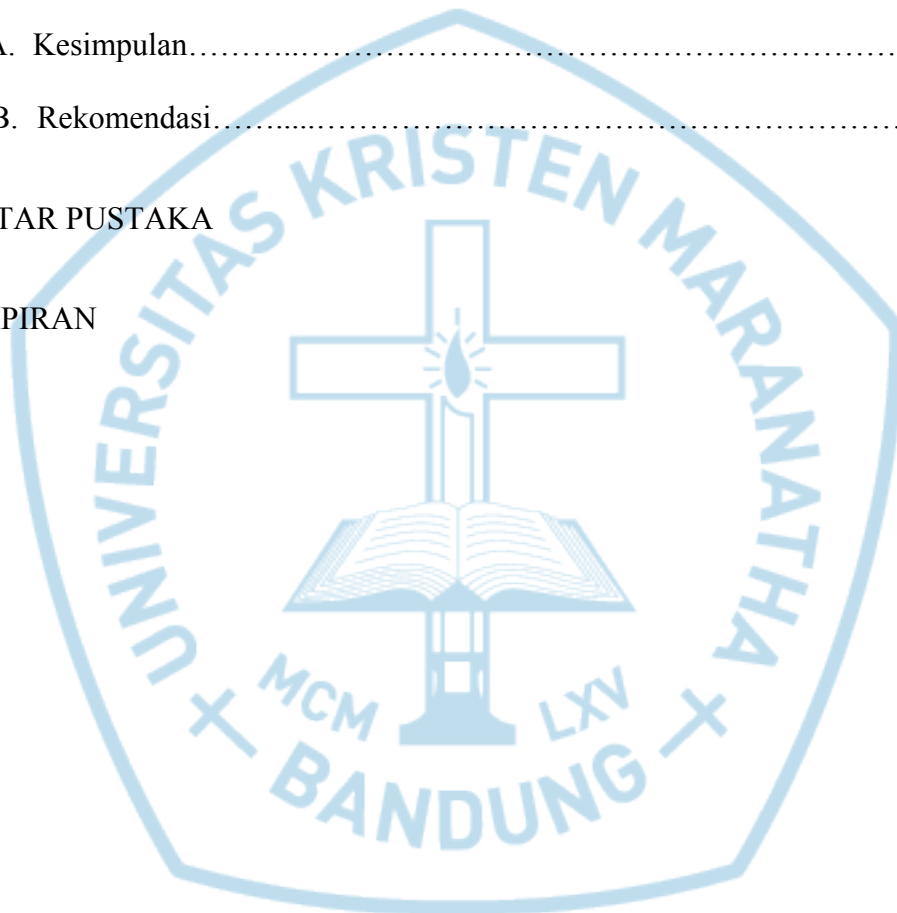 A. Kesimpulan………...……………………………………………………………
B. Rekomendasi…….....…………………………………………………………
TAR PUSTAKA
PIRAN
UNIVERSITAS KRISTEN MARANATHA
MCM LXV
BANDUNG